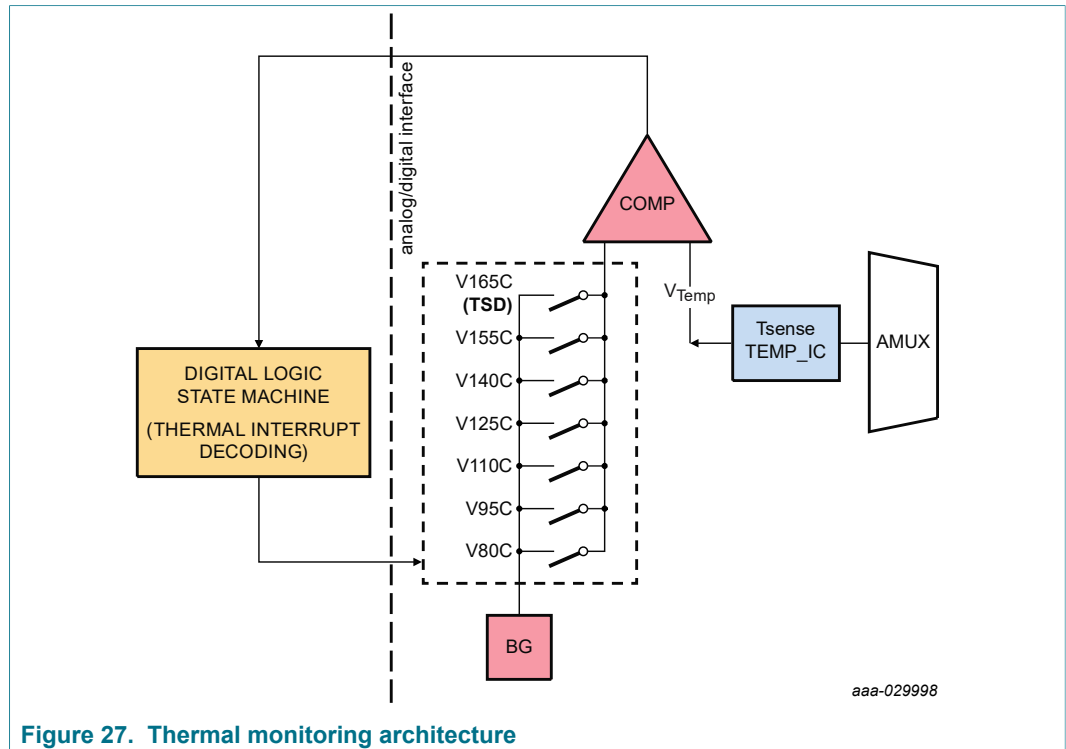 analog/digital interface
COMP
V165C
(TSD)
V155C
V140C
V125C
V110C
V95C
V80C
VTemp
Tsense
TEMP_IC
AMUX
DIGITAL LOGIC
STATE MACHINE
(THERMAL INTERRUPT
DECODING)
BG
aaa-029998
Figure 27. Thermal monitoring architecture